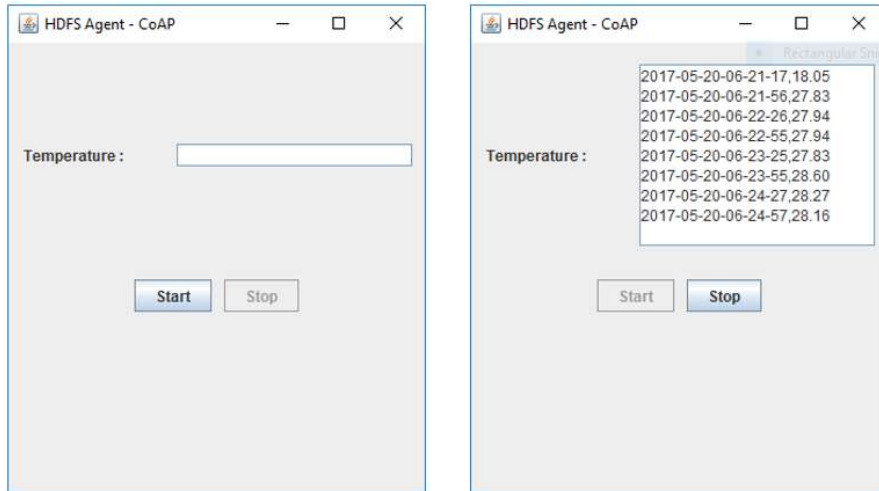 HDFS Agent - CoAP
Temperature :
Start Stop
HDFS Agent - CoAP
Rectangular Sni
2017-05-20-06-21-17,18.05
2017-05-20-06-21-56,27.83
2017-05-20-06-22-26,27.94
2017-05-20-06-22-55,27.94
Temperature :
2017-05-20-06-23-25,27.83
2017-05-20-06-23-55,28.60
2017-05-20-06-24-27,28.27
2017-05-20-06-24-57,28.16
Start Stop